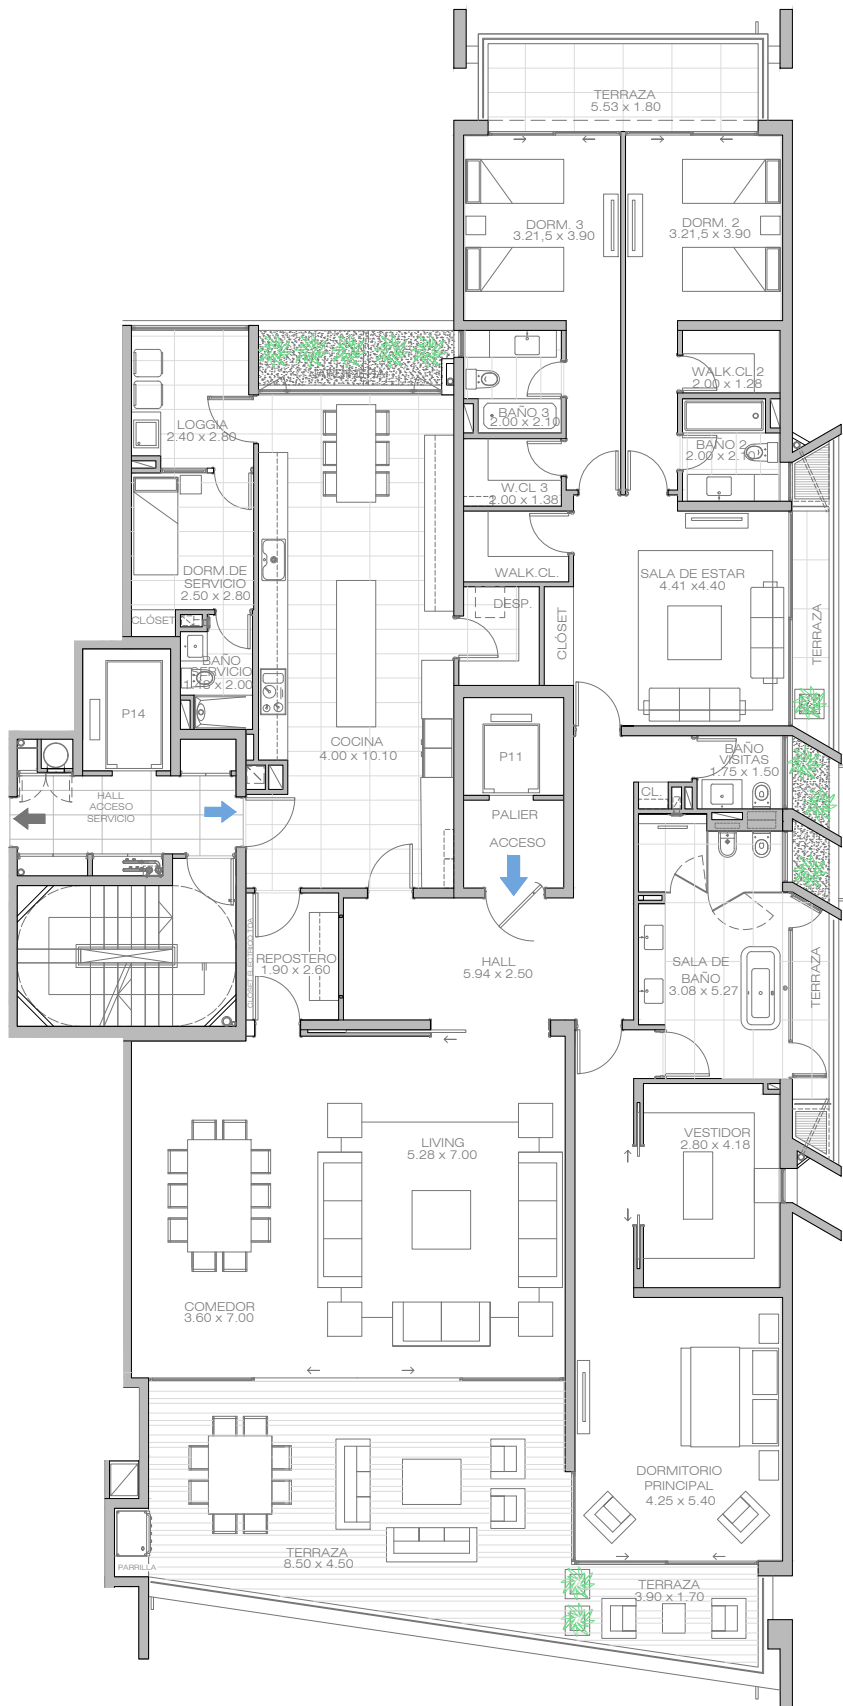 TERRAZA
5.53 x 1.80
DORM. 3
3.21,5 x 3.90
DORM. 2
3.21,5 x 3.90
WALK.CL 2
2.00 x 1.28
LOGGIA
2.40 x 2.80
BAÑO 3
2.00 x 2.10
BAÑO 2
2.00 x 2.10
W.CL 3
2.00 x 1.38
DORM.DE
SERVICIO
2.50 x 2.80
WALK.CL.
SALA DE ESTAR
4.41 x4.40
DESP.
CLÓSET
CLÓSET
TERRAZA
BAÑO
SERVICIO
1.48 x 2.00
P14
COCINA
4.00 x 10.10
P11
BAÑO
VISITAS
1.75 x 1.50
CL.
HALL
ACCESO
SERVICIO
PALIER
ACCESO
REPOSTERO
1.90 x 2.60
HALL
5.94 x 2.50
SALA DE
BAÑO
3.08 x 5.27
TERRAZA
LIVING
5.28 x 7.00
VESTIDOR
2.80 x 4.18
COMEDOR
3.60 x 7.00
DORMITORIO
PRINCIPAL
4.25 x 5.40
TERRAZA
8.50 x 4.50
PARRILLA
TERRAZA
3.90 x 1.70